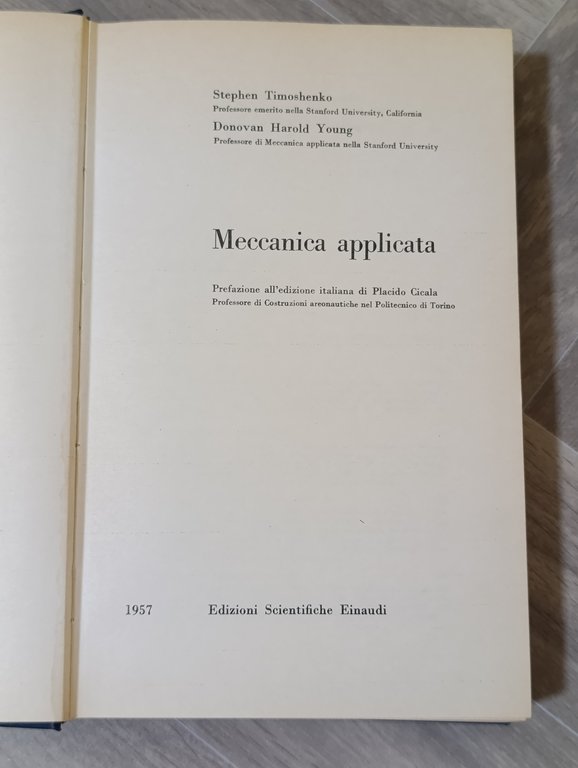 Stephen Timoshenko
Professore emerito nella Stanford University, California
Donovan Harold Young
Professore di Meccanica applicata nella Stanford University
Meccanica applicata
Prefazione all'edizione italiana di Placido Cicala
Professore di Costruzioni areonautiche nel Politecnico di Torino
1957 Edizioni Scientifiche Einaudi